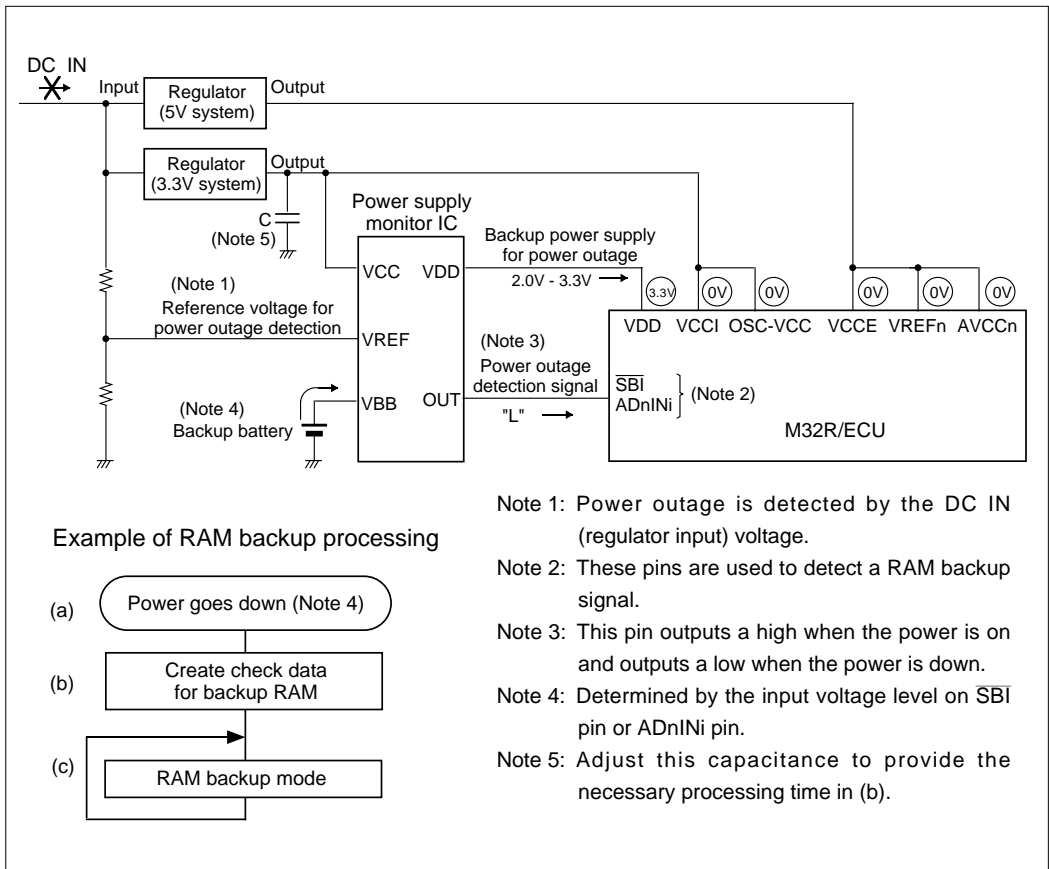 DC IN
Input
Regulator
(5V system)
Output
Regulator
(3.3V system)
Output
C
(Note 5)
Power supply
monitor IC
VCC
VDD
VREF
VBB
OUT
Backup power supply
for power outage
2.0V - 3.3V
(Note 1)
Reference voltage for
power outage detection
(Note 3)
Power outage
detection signal
"L"
(Note 4)
Backup battery
3.3V
0V
0V
0V
0V
0V
VDD
VCCI
OSC-VCC
VCCE
VREFn
AVCCn
SBI
ADnINi
(Note 2)
M32R/ECU
Example of RAM backup processing
(a)
Power goes down (Note 4)
(b)
Create check data
for backup RAM
(c)
RAM backup mode
Note 1: Power outage is detected by the DC IN
(regulator input) voltage.
Note 2: These pins are used to detect a RAM backup
signal.
Note 3: This pin outputs a high when the power is on
and outputs a low when the power is down.
Note 4: Determined by the input voltage level on SBI
pin or ADnINi pin.
Note 5: Adjust this capacitance to provide the
necessary processing time in (b).